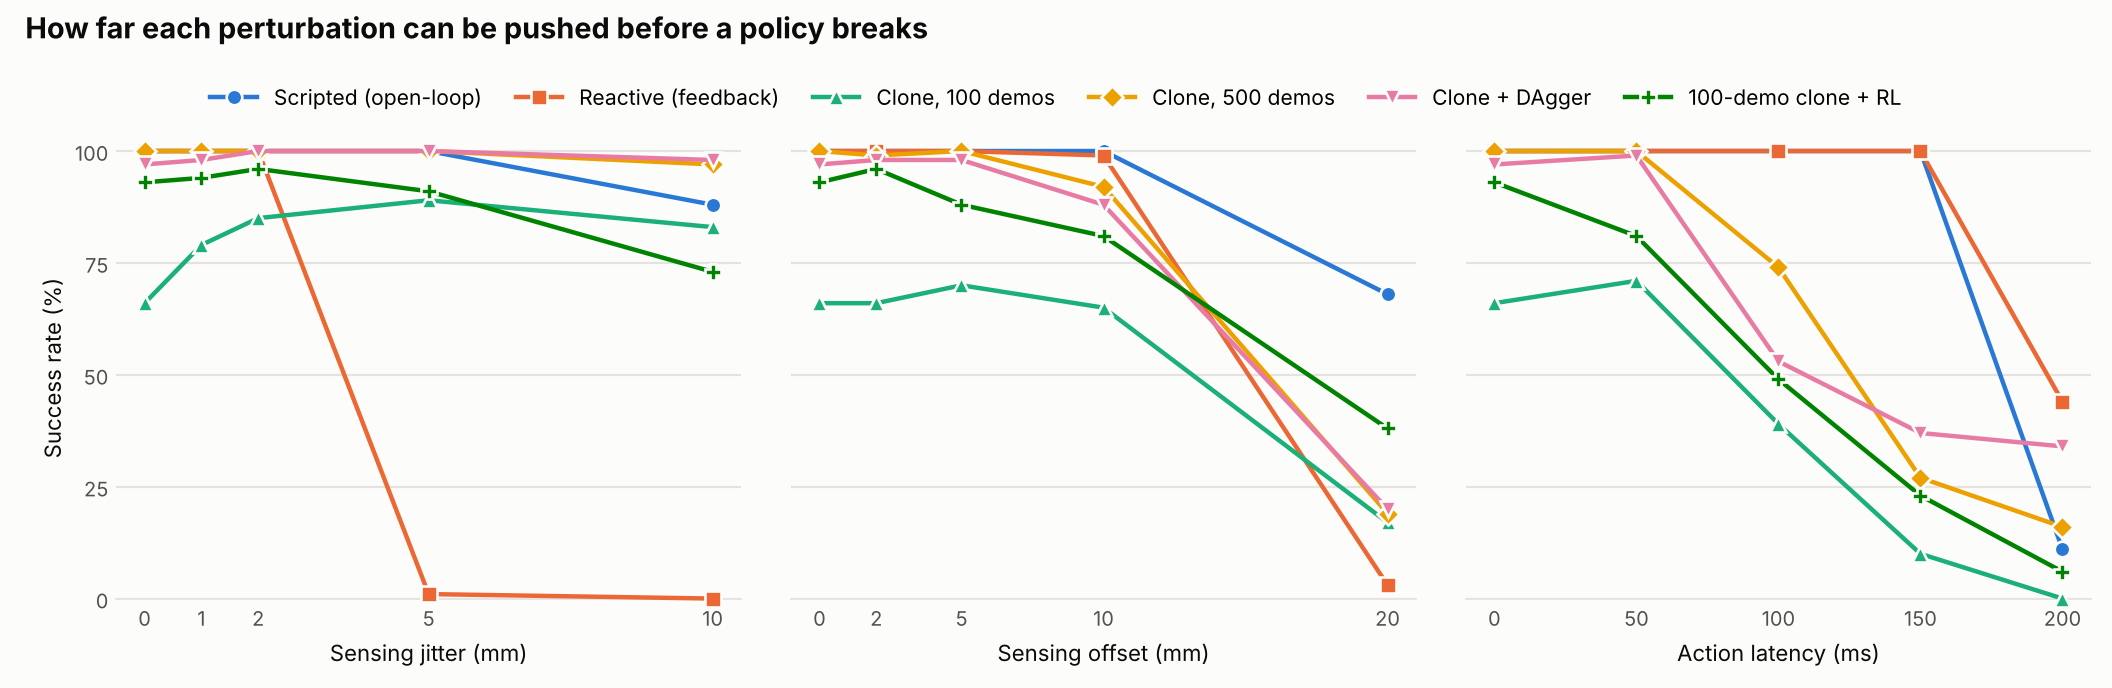 How far each perturbation can be pushed before a policy breaks
Scripted (open-loop) Reactive (feedback) Clone, 100 demos Clone, 500 demos Clone + DAgger 100-demo clone + RL
Success rate (%)
100
75
50
25
0
0 1 2 5 10
Sensing jitter (mm)
0 2 5 10 20
Sensing offset (mm)
0 50 100 150 200
Action latency (ms)